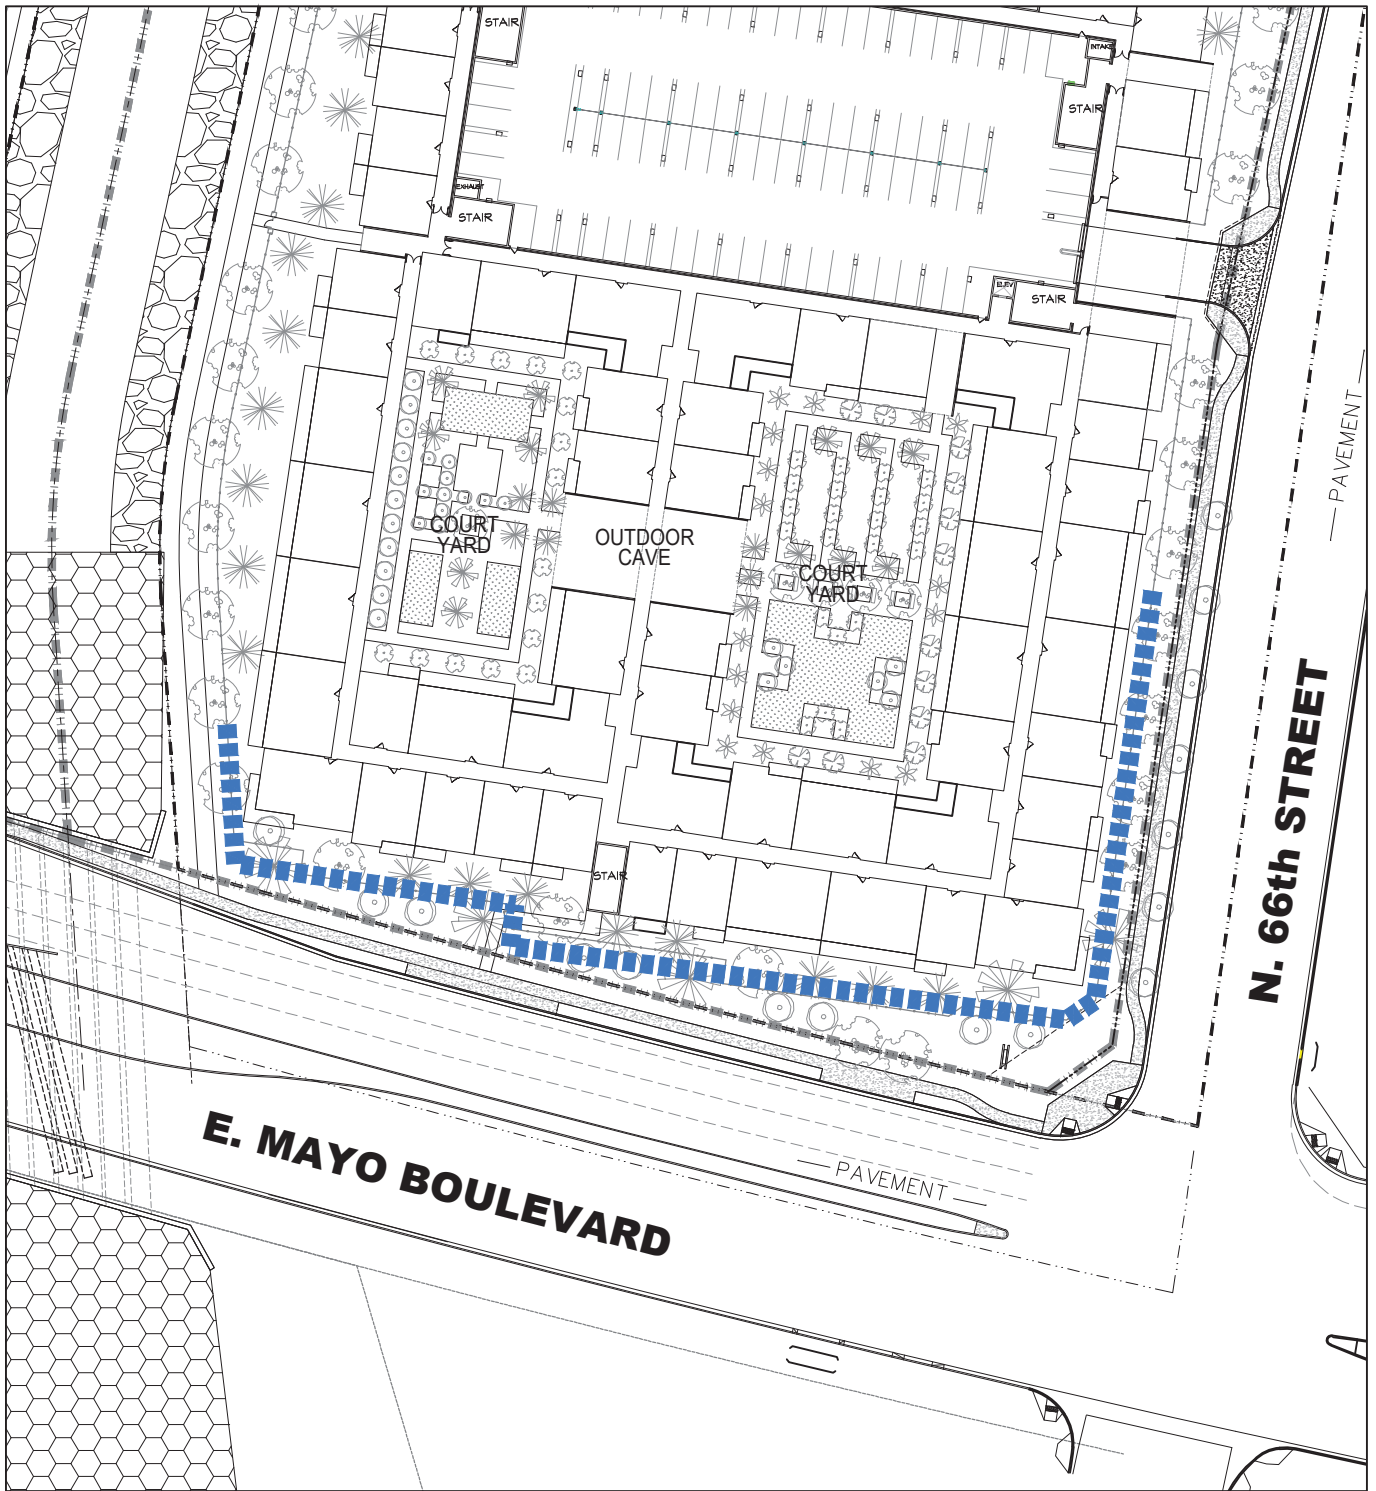 STAIR
INTAKE
STAIR
EXHAUST
STAIR
ELEV
STAIR
PAVEMENT
COURT
YARD
OUTDOOR
CAVE
COURT
YARD
N. 66th STREET
STAIR
E. MAYO BOULEVARD
PAVEMENT